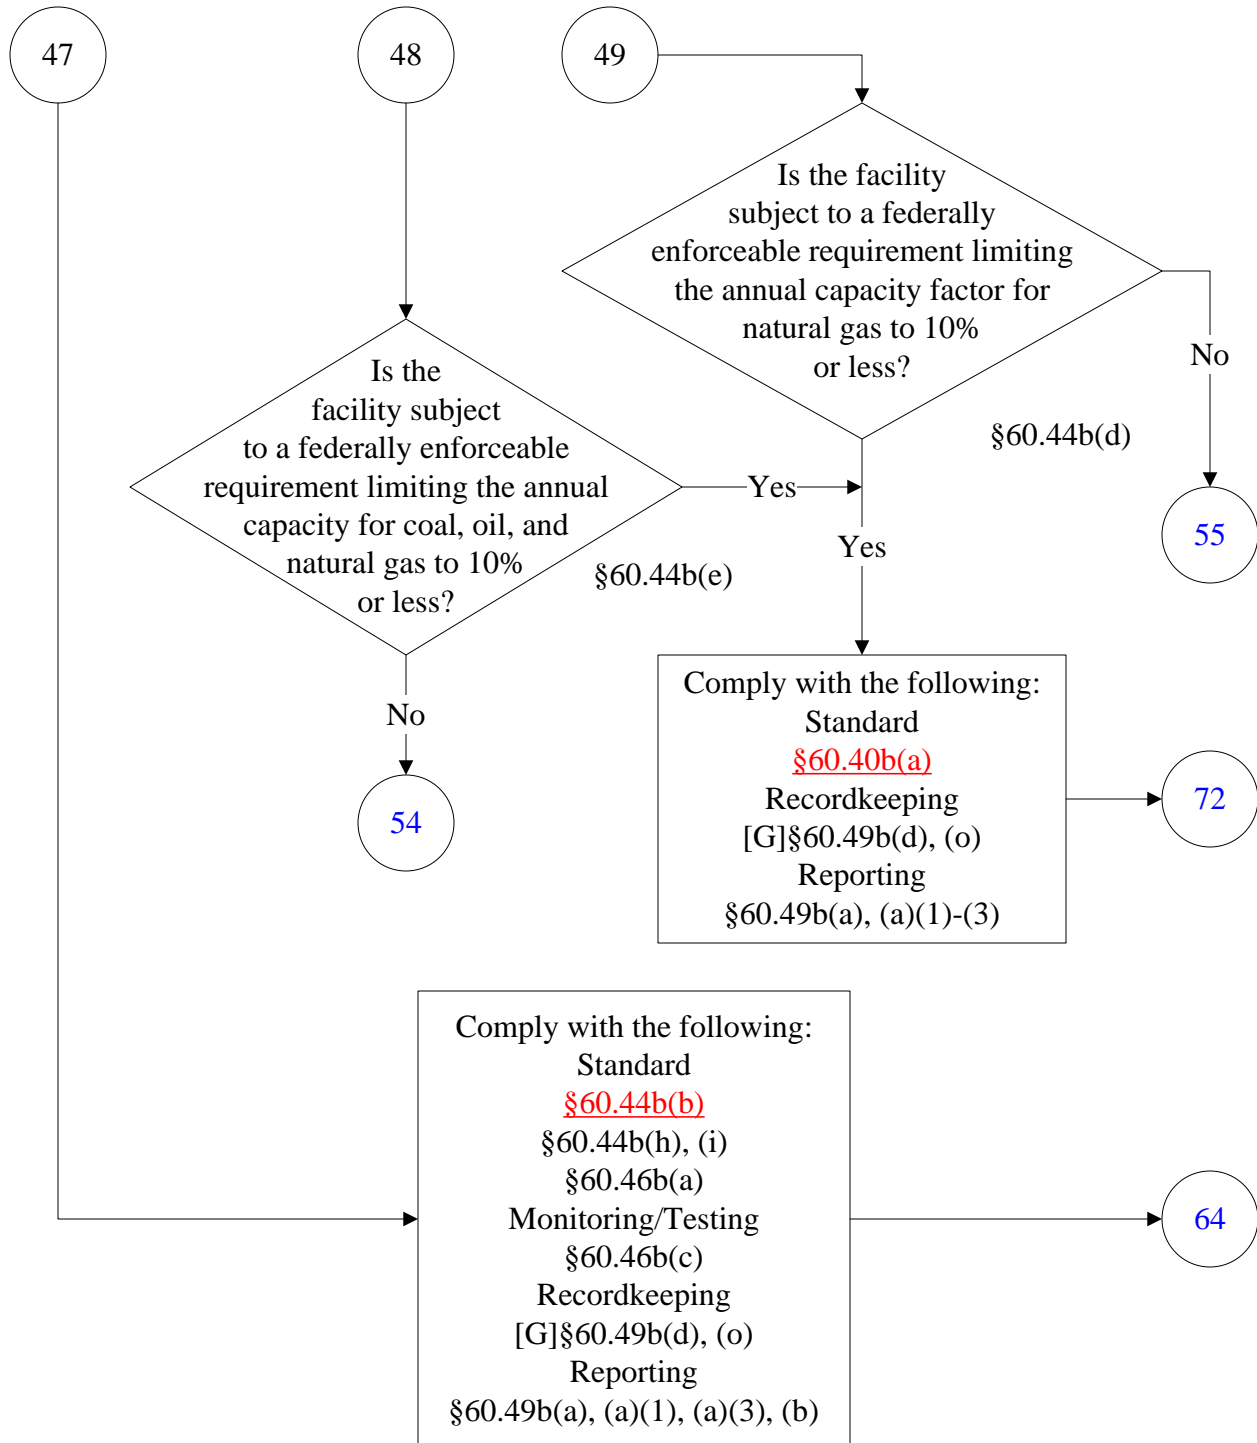 47
48
49
Is the facility
subject to a federally
enforceable requirement limiting
the annual capacity factor for
natural gas to 10%
or less?
No
§60.44b(d)
55
Is the
facility subject
to a federally enforceable
requirement limiting the annual
capacity for coal, oil, and
natural gas to 10%
or less?
Yes
§60.44b(e)
Yes
No
54
Comply with the following:
Standard
§60.40b(a)
Recordkeeping
[G]§60.49b(d), (o)
Reporting
§60.49b(a), (a)(1)-(3)
72
Comply with the following:
Standard
§60.44b(b)
§60.44b(h), (i)
§60.46b(a)
Monitoring/Testing
§60.46b(c)
Recordkeeping
[G]§60.49b(d), (o)
Reporting
§60.49b(a), (a)(1), (a)(3), (b)
64